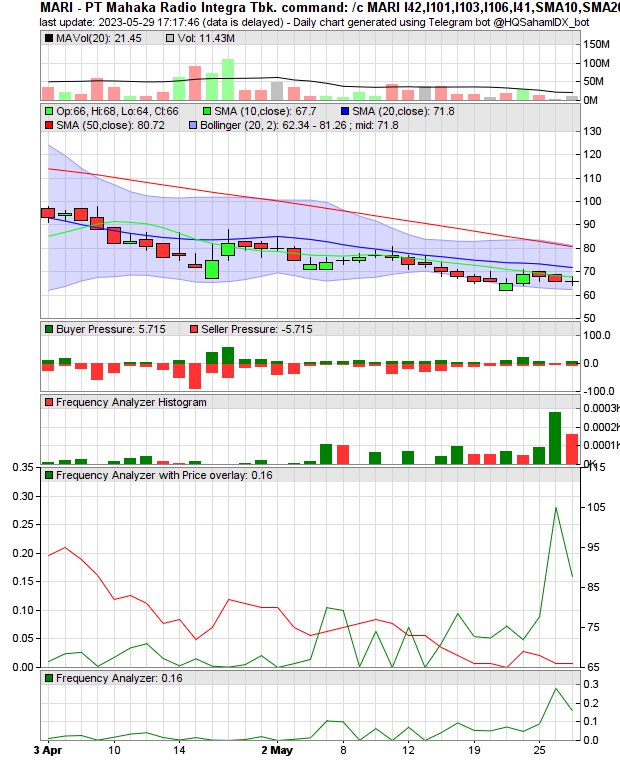 MARI - PT Mahaka Radio Integra Tbk. command: /c MARI I42,I101,I103,I106,I41,SMA10,SMA20
last update: 2023-05-29 17:17:46 (data is delayed) - Daily chart generated using Telegram bot @HQSahamIDX_bot
MAVol(20): 21.45 Vol: 11.43M
150M
100M
50M
0M
Op:66, Hi:68, Lo:64, Cl:66 SMA (10,close): 67.7 SMA (20,close): 71.8
SMA (50,close): 80.72 Bollinger (20, 2): 62.34 - 81.26 ; mid: 71.8
130
120
110
100
90
80
70
60
50
Buyer Pressure: 5.715 Seller Pressure: -5.715
100.0
0.0
-100.0
Frequency Analyzer Histogram
0.0003K
0.0002K
0.0001K
0K
Frequency Analyzer with Price overlay: 0.16
0.35
0.30
0.25
0.20
0.15
0.10
0.05
0.00
115
105
95
85
75
65
Frequency Analyzer: 0.16
0.3
0.2
0.1
0.0
3 Apr 10 14 2 May 8 12 19 25